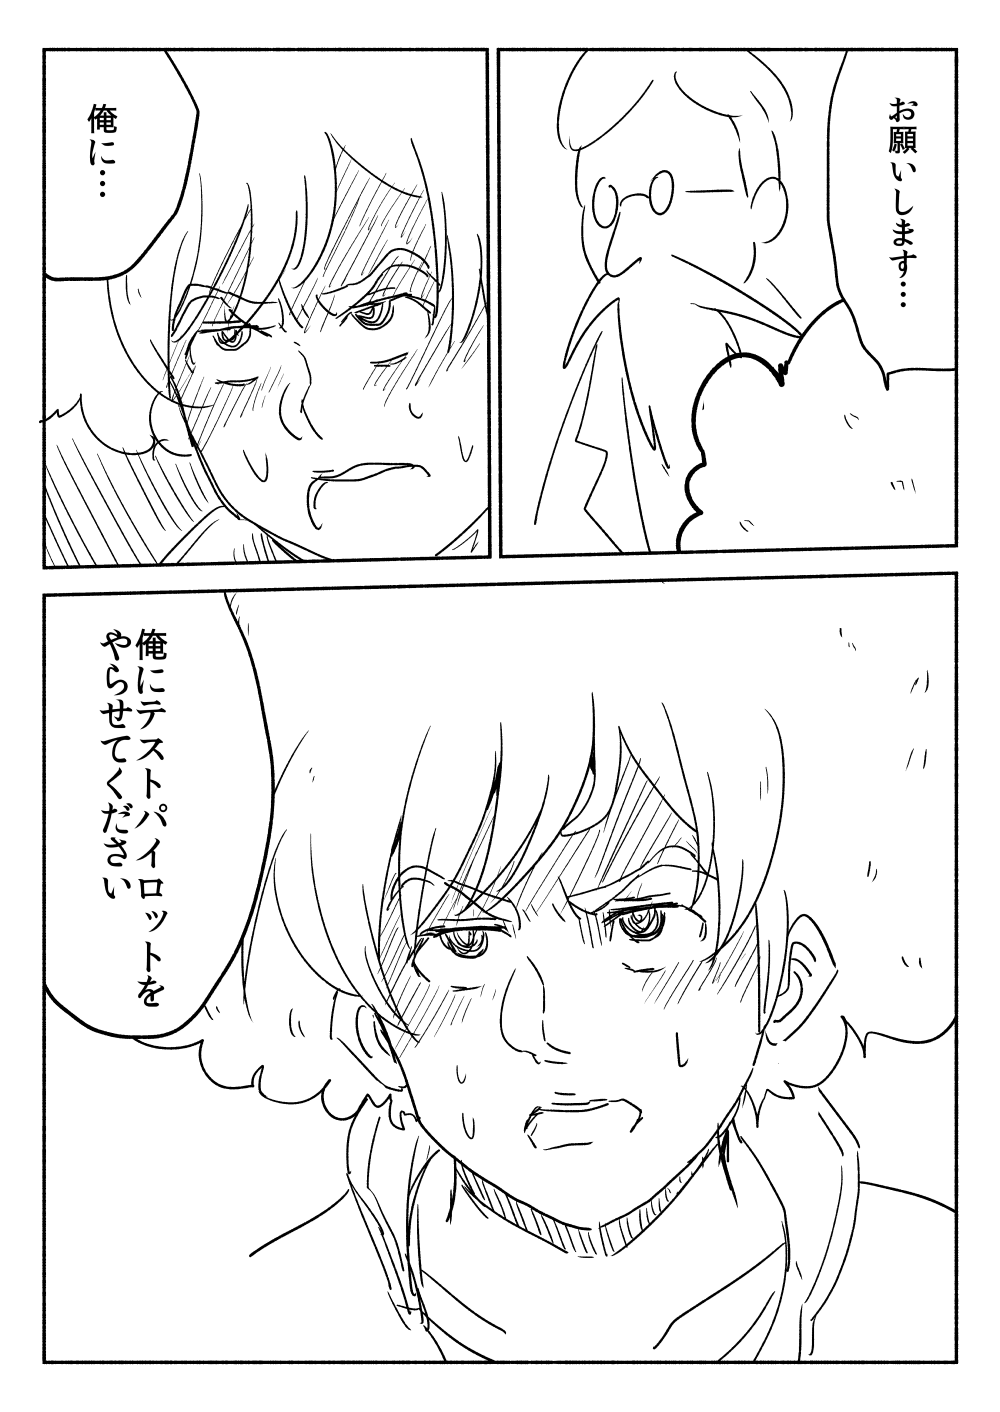 お願いします…
俺に…
俺にテストパイロットを
やらせてください